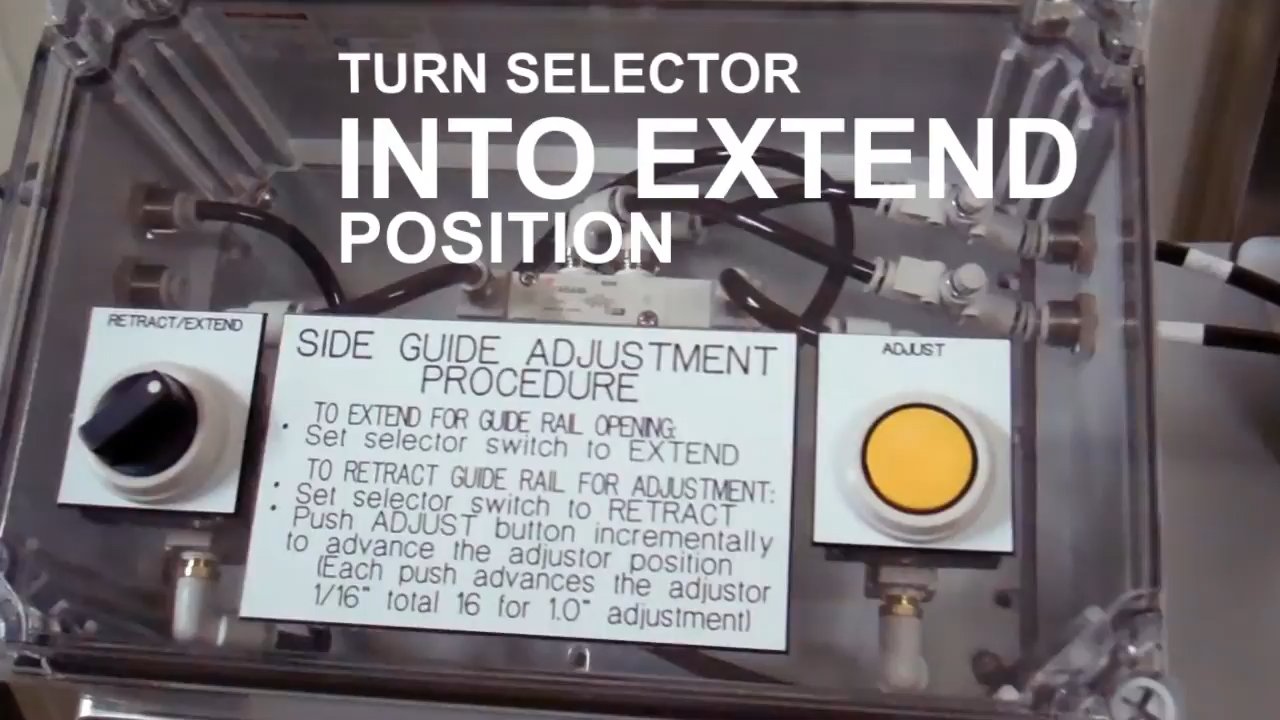 TURN SELECTOR
INTO EXTEND
POSITION
RETRACT/EXTEND
SIDE GUIDE ADJUSTMENT
PROCEDURE
TO EXTEND FOR GUIDE RAIL OPENING:
• Set selector switch to EXTEND
TO RETRACT GUIDE RAIL FOR ADJUSTMENT:
• Set selector switch to RETRACT
• Push ADJUST button incrementally
to advance the adjustor position
(Each push advances the adjustor
1/16" total 16 for 1.0" adjustment)
ADJUST